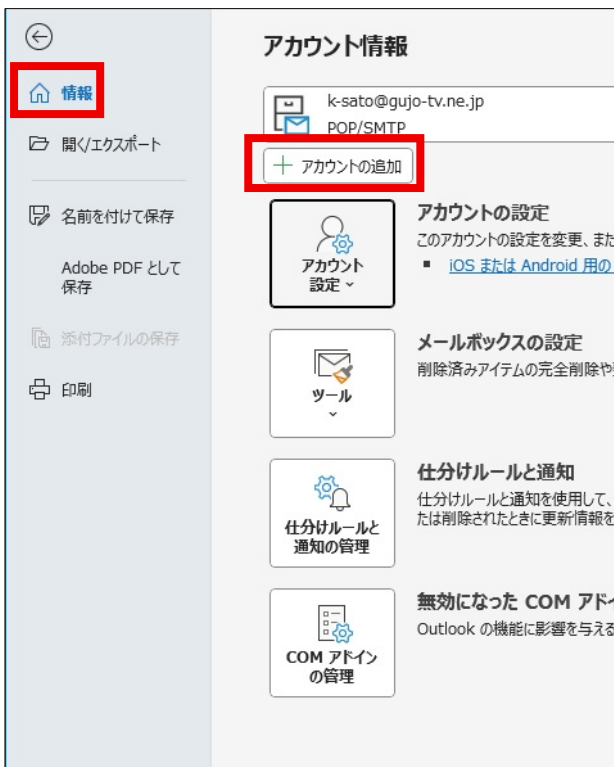 アカウント情報
情報
k-sato@gujo-tv.ne.jp
POP/SMTP
開く/エクスポート
アカウントの追加
名前を付けて保存
Adobe PDF として
保存
添付ファイルの保存
印刷
アカウント
設定
アカウントの設定
このアカウントの設定を変更、また
iOS または Android 用の
ツール
メールボックスの設定
削除済みアイテムの完全削除や
仕分けルールと
通知の管理
仕分けルールと通知
仕分けルールと通知を使用して、
たは削除されたときに更新情報を
COM アドイン
の管理
無効になった COM アド
Outlook の機能に影響を与える